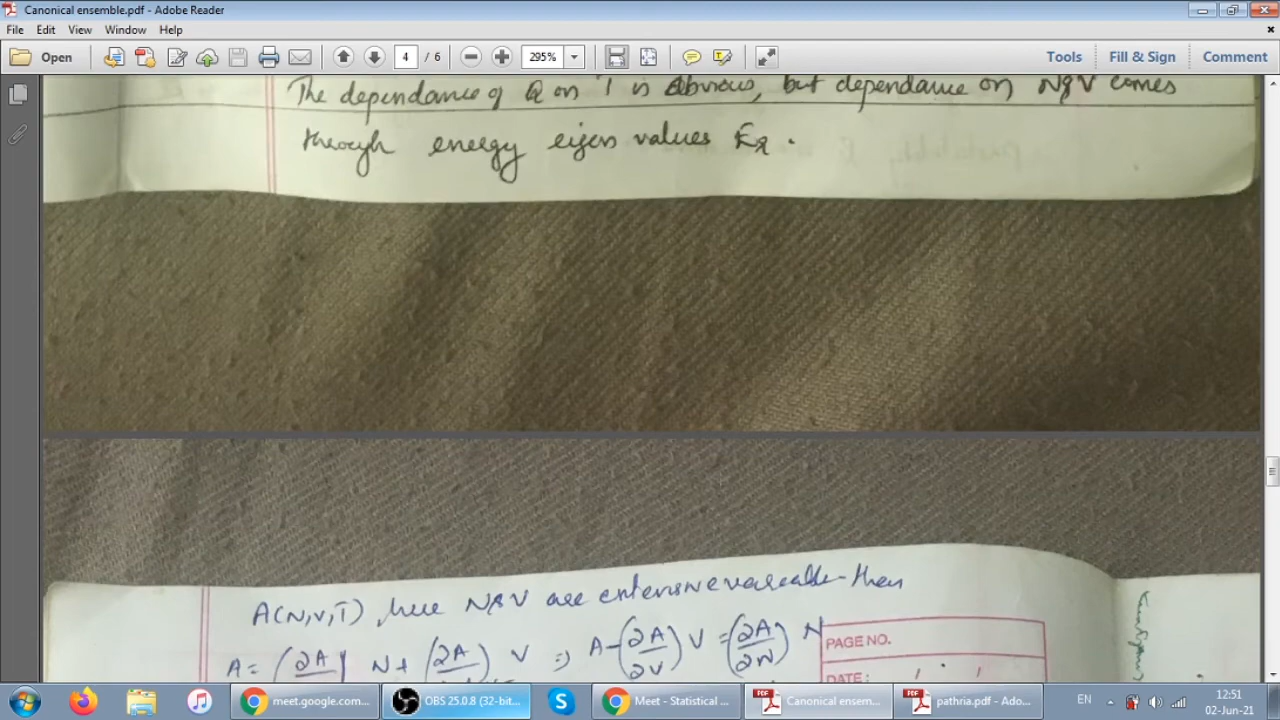 Canonical ensemble.pdf - Adobe Reader
File Edit View Window Help
Open 4 / 6 295% Tools Fill & Sign Comment
The dependance of Q on T is obvious, but dependance on N&V comes
through energy eigen values Er.
A(N,V,T), here N&V are extensive variable then
A = (∂A N + (∂A ) V ⇒ A - (∂A/∂V) V = (∂A/∂N) N
PAGE NO.
DATE: / /
meet.google.com... OBS 25.0.8 (32-bit... Meet - Statistical ... Canonical ensem... pathria.pdf - Ado... EN 12:51
02-Jun-21